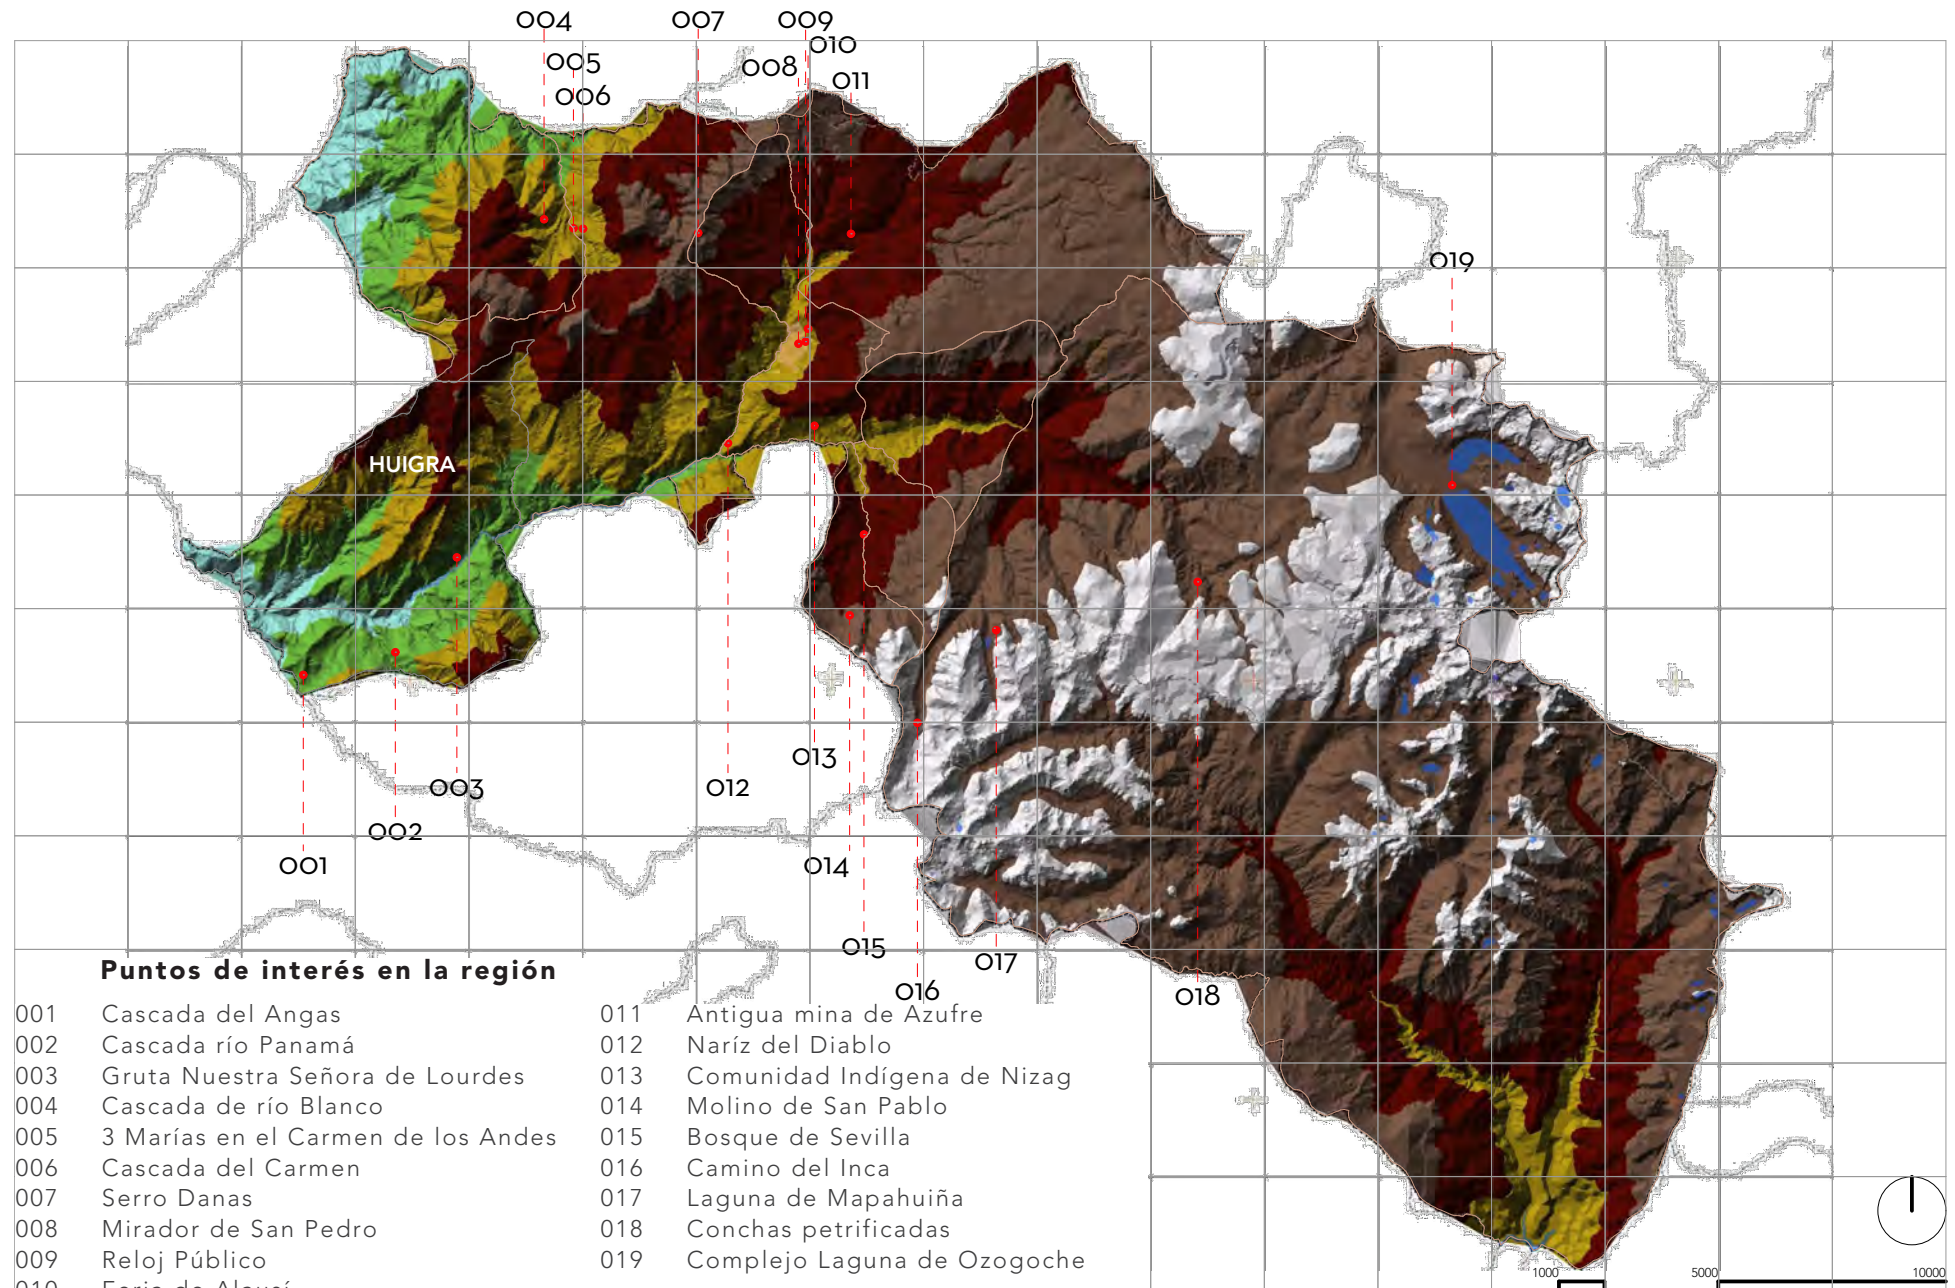 004
007
009
010
005
008
011
006
019
HUIGRA
013
003
012
002
001
014
015
017
016
018
Puntos de interés en la región
001 Cascada del Angas
002 Cascada río Panamá
003 Gruta Nuestra Señora de Lourdes
004 Cascada de río Blanco
005 3 Marías en el Carmen de los Andes
006 Cascada del Carmen
007 Serro Danas
008 Mirador de San Pedro
009 Reloj Público
010 Feria de Alausí
011 Antigua mina de Azufre
012 Naríz del Diablo
013 Comunidad Indígena de Nizag
014 Molino de San Pablo
015 Bosque de Sevilla
016 Camino del Inca
017 Laguna de Mapahuiña
018 Conchas petrificadas
019 Complejo Laguna de Ozogoche
1000 5000 10000